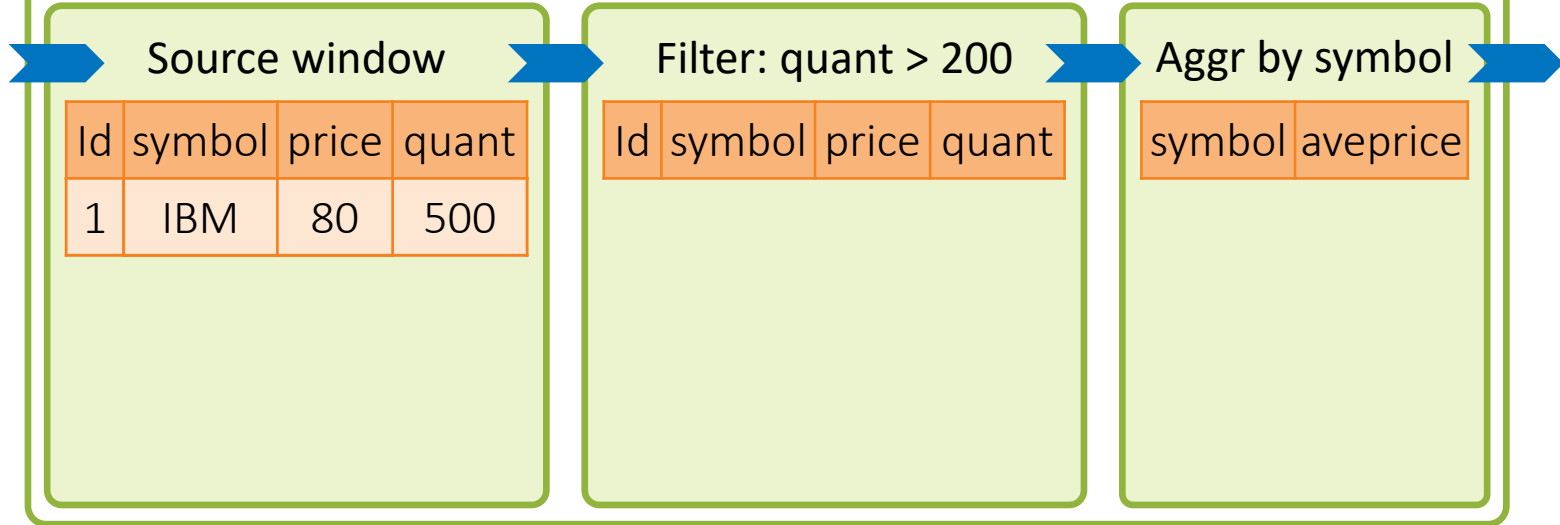 Source window
Id symbol price quant
1 IBM 80 500
Filter: quant > 200
Id symbol price quant
Aggr by symbol
symbol aveprice